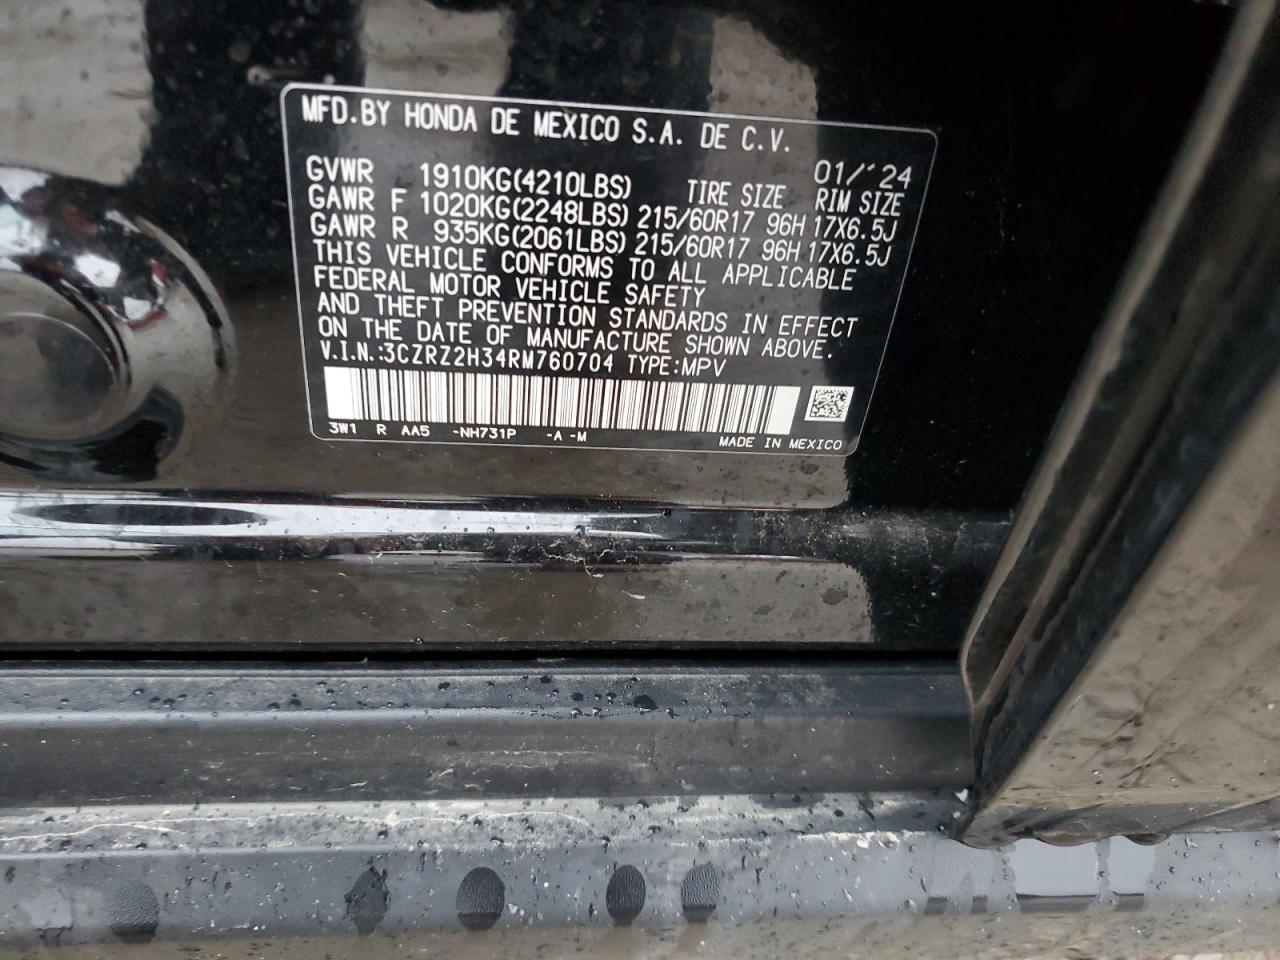 MFD.BY HONDA DE MEXICO S.A. DE C.V.
01/'24
GVWR 1910KG(4210LBS) TIRE SIZE RIM SIZE
GAWR F 1020KG(2248LBS) 215/60R17 96H 17X6.5J
GAWR R 935KG(2061LBS) 215/60R17 96H 17X6.5J
THIS VEHICLE CONFORMS TO ALL APPLICABLE
FEDERAL MOTOR VEHICLE SAFETY
AND THEFT PREVENTION STANDARDS IN EFFECT
ON THE DATE OF MANUFACTURE SHOWN ABOVE.
V.I.N.:3CZRZ2H34RM760704 TYPE:MPV
3W1 R AA5 -NH731P -A -M MADE IN MEXICO